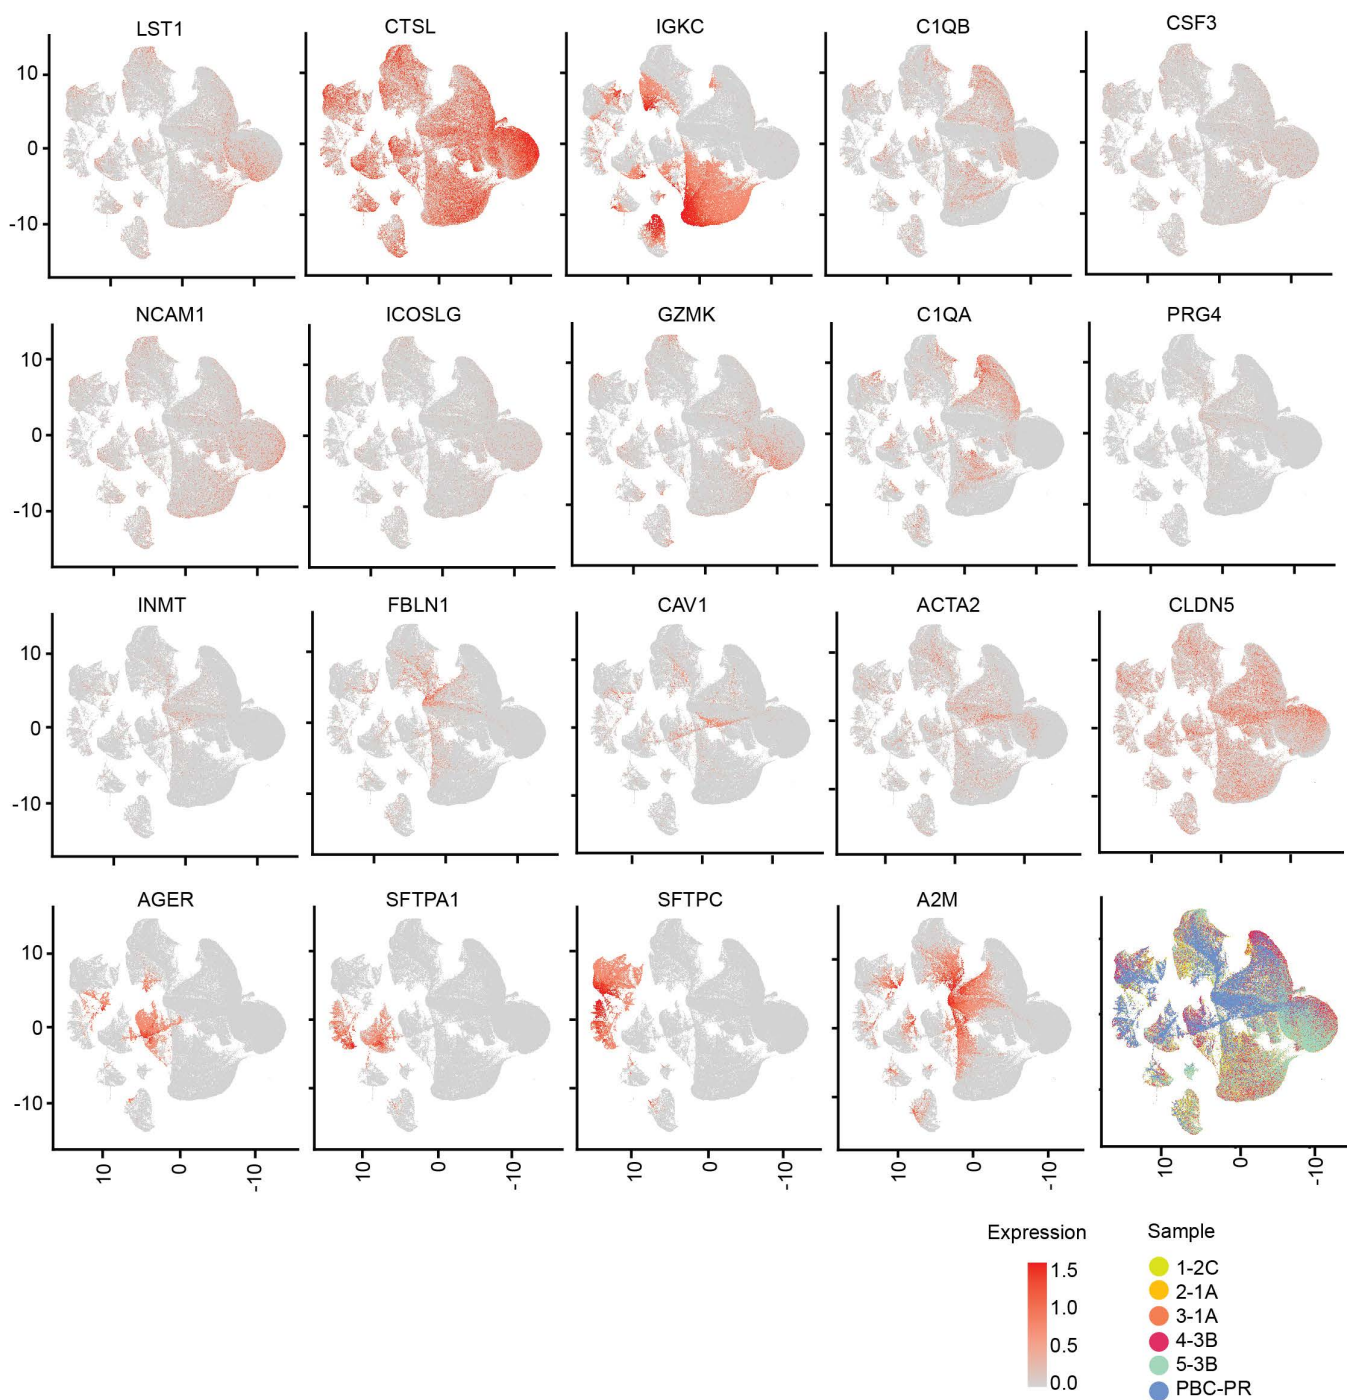 LST1 CTSL IGKC C1QB CSF3
10
0
-10
NCAM1 ICOSLG GZMK C1QA PRG4
10
0
-10
INMT FBLN1 CAV1 ACTA2 CLDN5
10
0
-10
AGER SFTPA1 SFTPC A2M
10
0
-10
10 0 -10 10 0 -10 10 0 -10 10 0 -10 10 0 -10
Expression
1.5
1.0
0.5
0.0
Sample
1-2C
2-1A
3-1A
4-3B
5-3B
PBC-PR